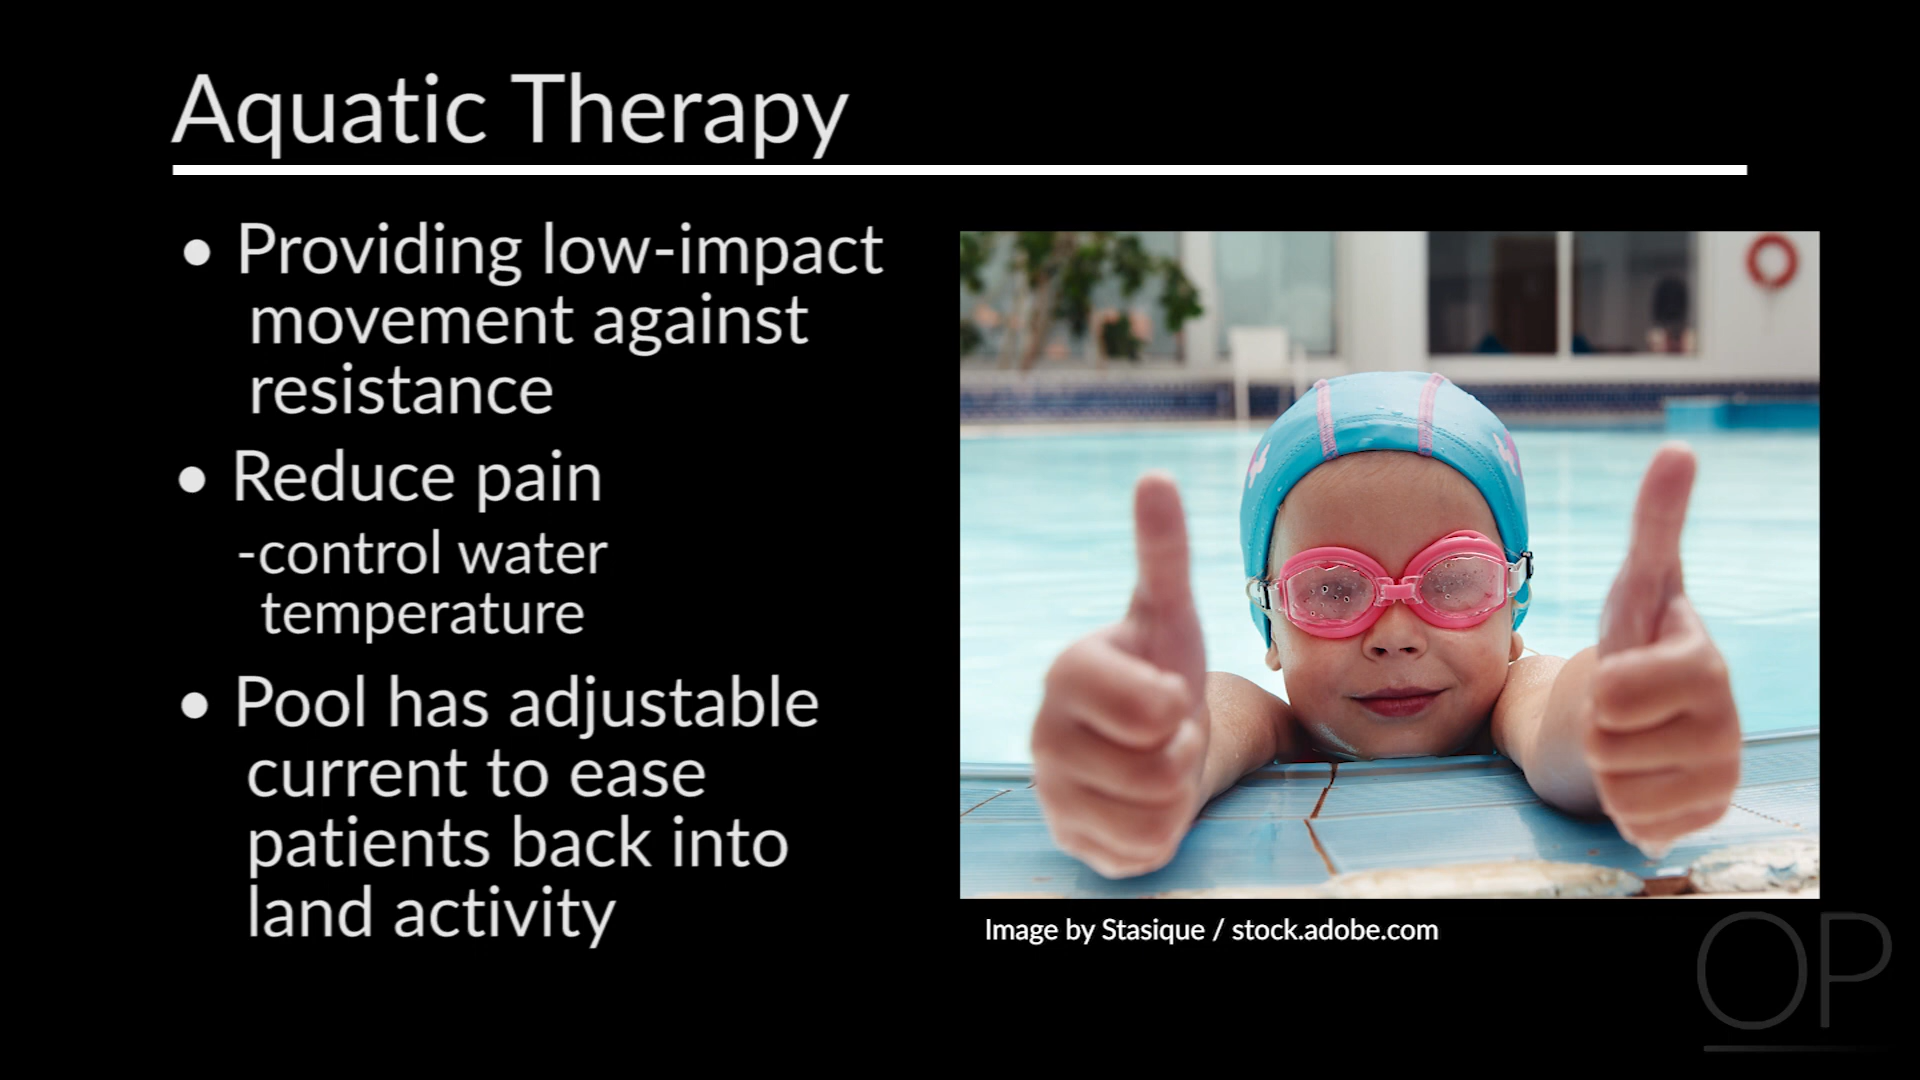 Aquatic Therapy
• Providing low-impact
movement against
resistance
• Reduce pain
-control water
temperature
• Pool has adjustable
current to ease
patients back into
land activity
Image by Stasique / stock.adobe.com
OP